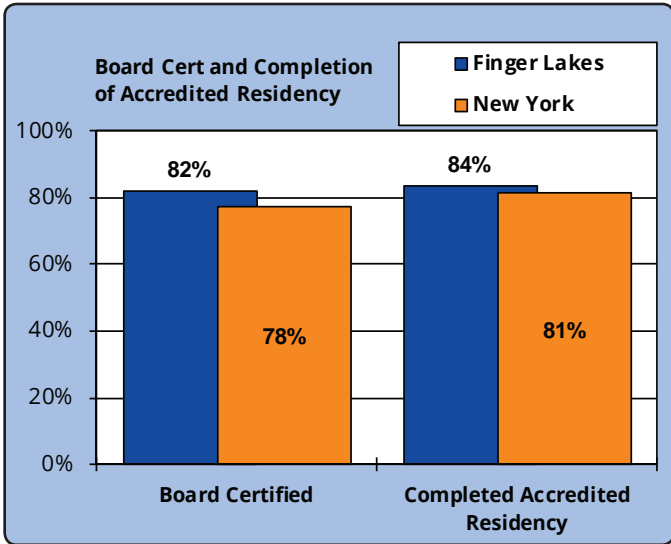 Board Cert and Completion
of Accredited Residency
Finger Lakes
New York
100%
80%
60%
40%
20%
0%
82%
78%
84%
81%
Board Certified
Completed Accredited
Residency